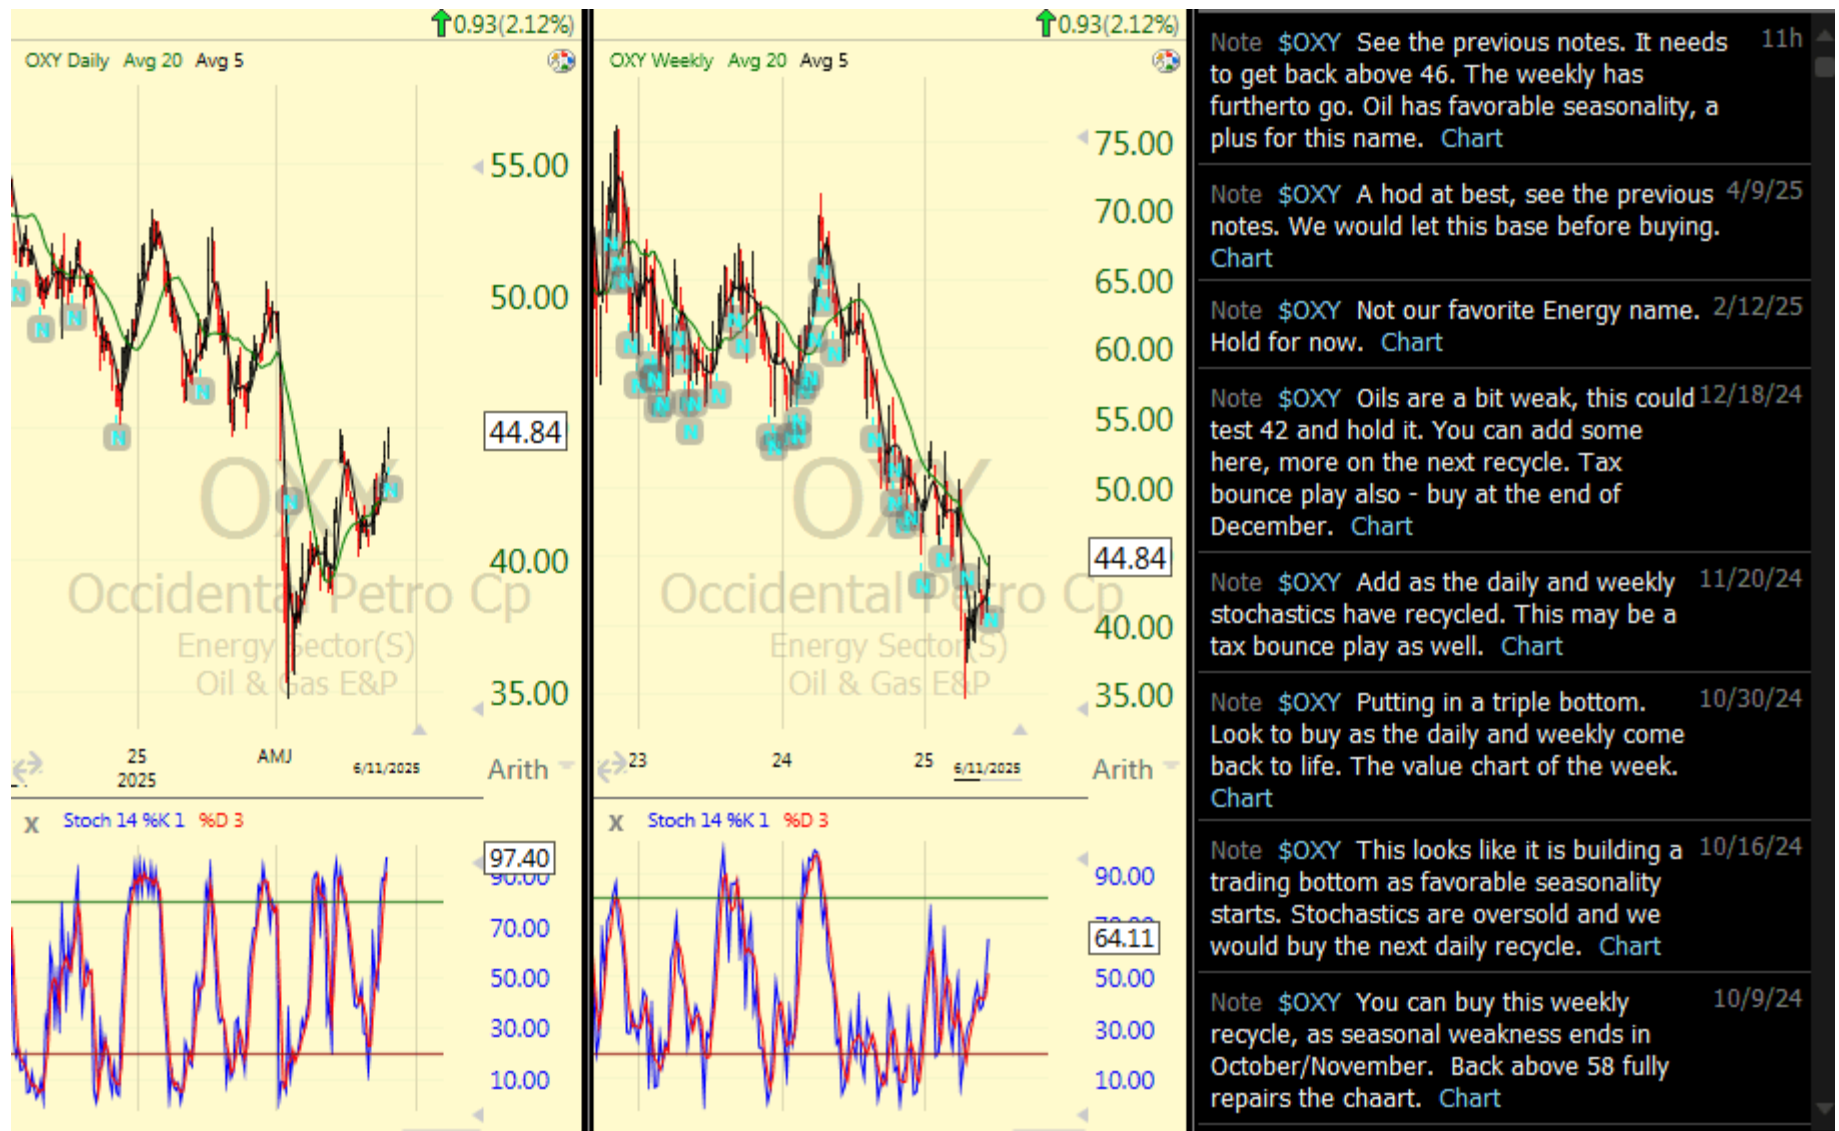 0.93(2.12%)
OXY Daily Avg 20 Avg 5
55.00
50.00
44.84
40.00
35.00
OXY
Occidental Petro Cp
Energy Sector(S)
Oil & Gas E&P
25
2025
AMJ
6/11/2025
Arith
X Stoch 14 %K 1 %D 3
97.40
90.00
70.00
50.00
30.00
10.00
0.93(2.12%)
OXY Weekly Avg 20 Avg 5
75.00
70.00
65.00
60.00
55.00
50.00
44.84
40.00
35.00
OXY
Occidental Petro Cp
Energy Sector(S)
Oil & Gas E&P
23 24 25
6/11/2025
Arith
X Stoch 14 %K 1 %D 3
90.00
70.00
64.11
50.00
30.00
10.00
Note $OXY See the previous notes. It needs 11h
to get back above 46. The weekly has
furtherto go. Oil has favorable seasonality, a
plus for this name. Chart
Note $OXY A hod at best, see the previous 4/9/25
notes. We would let this base before buying.
Chart
Note $OXY Not our favorite Energy name. 2/12/25
Hold for now. Chart
Note $OXY Oils are a bit weak, this could 12/18/24
test 42 and hold it. You can add some
here, more on the next recycle. Tax
bounce play also - buy at the end of
December. Chart
Note $OXY Add as the daily and weekly 11/20/24
stochastics have recycled. This may be a
tax bounce play as well. Chart
Note $OXY Putting in a triple bottom. 10/30/24
Look to buy as the daily and weekly come
back to life. The value chart of the week.
Chart
Note $OXY This looks like it is building a 10/16/24
trading bottom as favorable seasonality
starts. Stochastics are oversold and we
would buy the next daily recycle. Chart
Note $OXY You can buy this weekly 10/9/24
recycle, as seasonal weakness ends in
October/November. Back above 58 fully
repairs the chaart. Chart